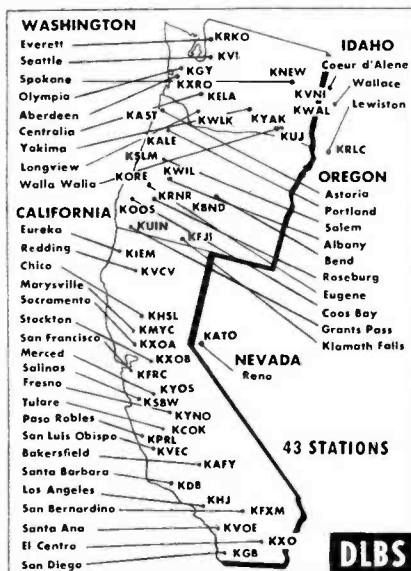 WASHINGTON
Everett
Seattle
Spokane
Olympia
Aberdeen
Centralia
Yakima
Longview
Walla Walla
CALIFORNIA
Eureka
Redding
Chico
Marysville
Socramento
Stockton
San Francisco
Merced
Salinas
Fresno
Tulare
Paso Robles
San Luis Obispo
Bakersfield
Santa Barbara
Los Angeles
San Bernardino
Santa Ana
El Centro
San Diego
KRKO
KVI
KGY
KXRO
KNEW
KELA
KVNI
KWAL
KAST
KWLK
KYAK
KALE
KUJ
KSLM
KRLC
KWIL
KORE
KRNR
KOOS
KBND
KUIN
KFJI
KIEM
KVCV
KHSL
KMYC
KXOA
KATO
KXOB
KFRC
KYOS
KSBW
KYNO
KCOK
KPRL
KVEC
KAFY
KDB
KHJ
KFXM
KVOE
KXO
KGB
IDAHO
Coeur d'Alene
Wallace
Lewiston
OREGON
Astoria
Portland
Salem
Albany
Bend
Roseburg
Eugene
Coos Bay
Grants Pass
Klamath Falls
NEVADA
Reno
43 STATIONS
DLBS